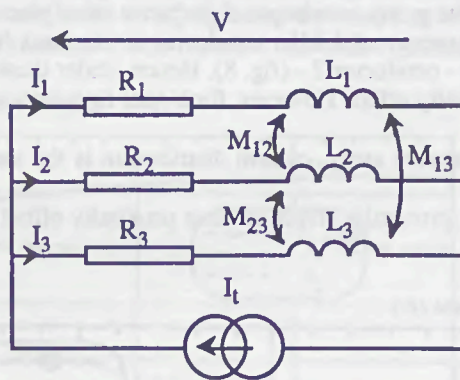 V
I₁ R₁ L₁
M₁₂
I₂ R₂ L₂ M₁₃
M₂₃
I₃ R₃ L₃
Iₜ